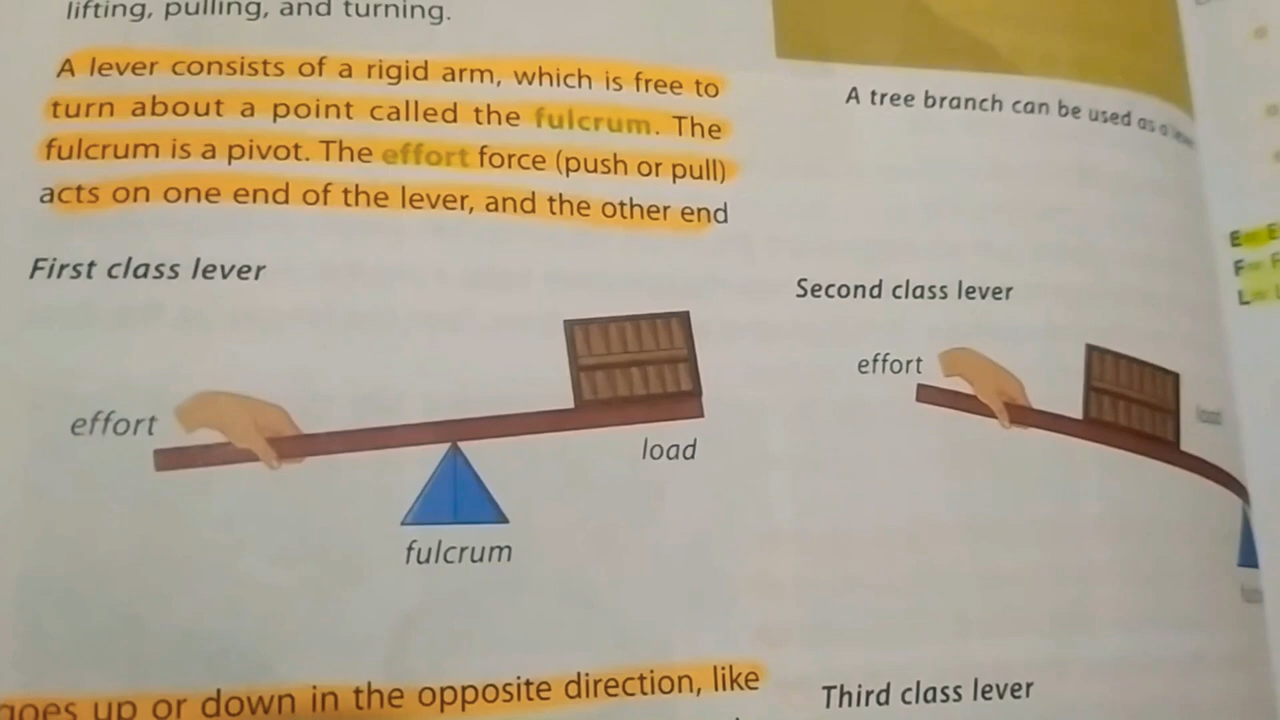 lifting, pulling, and turning.
A lever consists of a rigid arm, which is free to
turn about a point called the fulcrum. The
fulcrum is a pivot. The effort force (push or pull)
acts on one end of the lever, and the other end
A tree branch can be used as a
First class lever
effort
load
fulcrum
Second class lever
effort
load
E= E
F= F
L=
goes up or down in the opposite direction, like
Third class lever